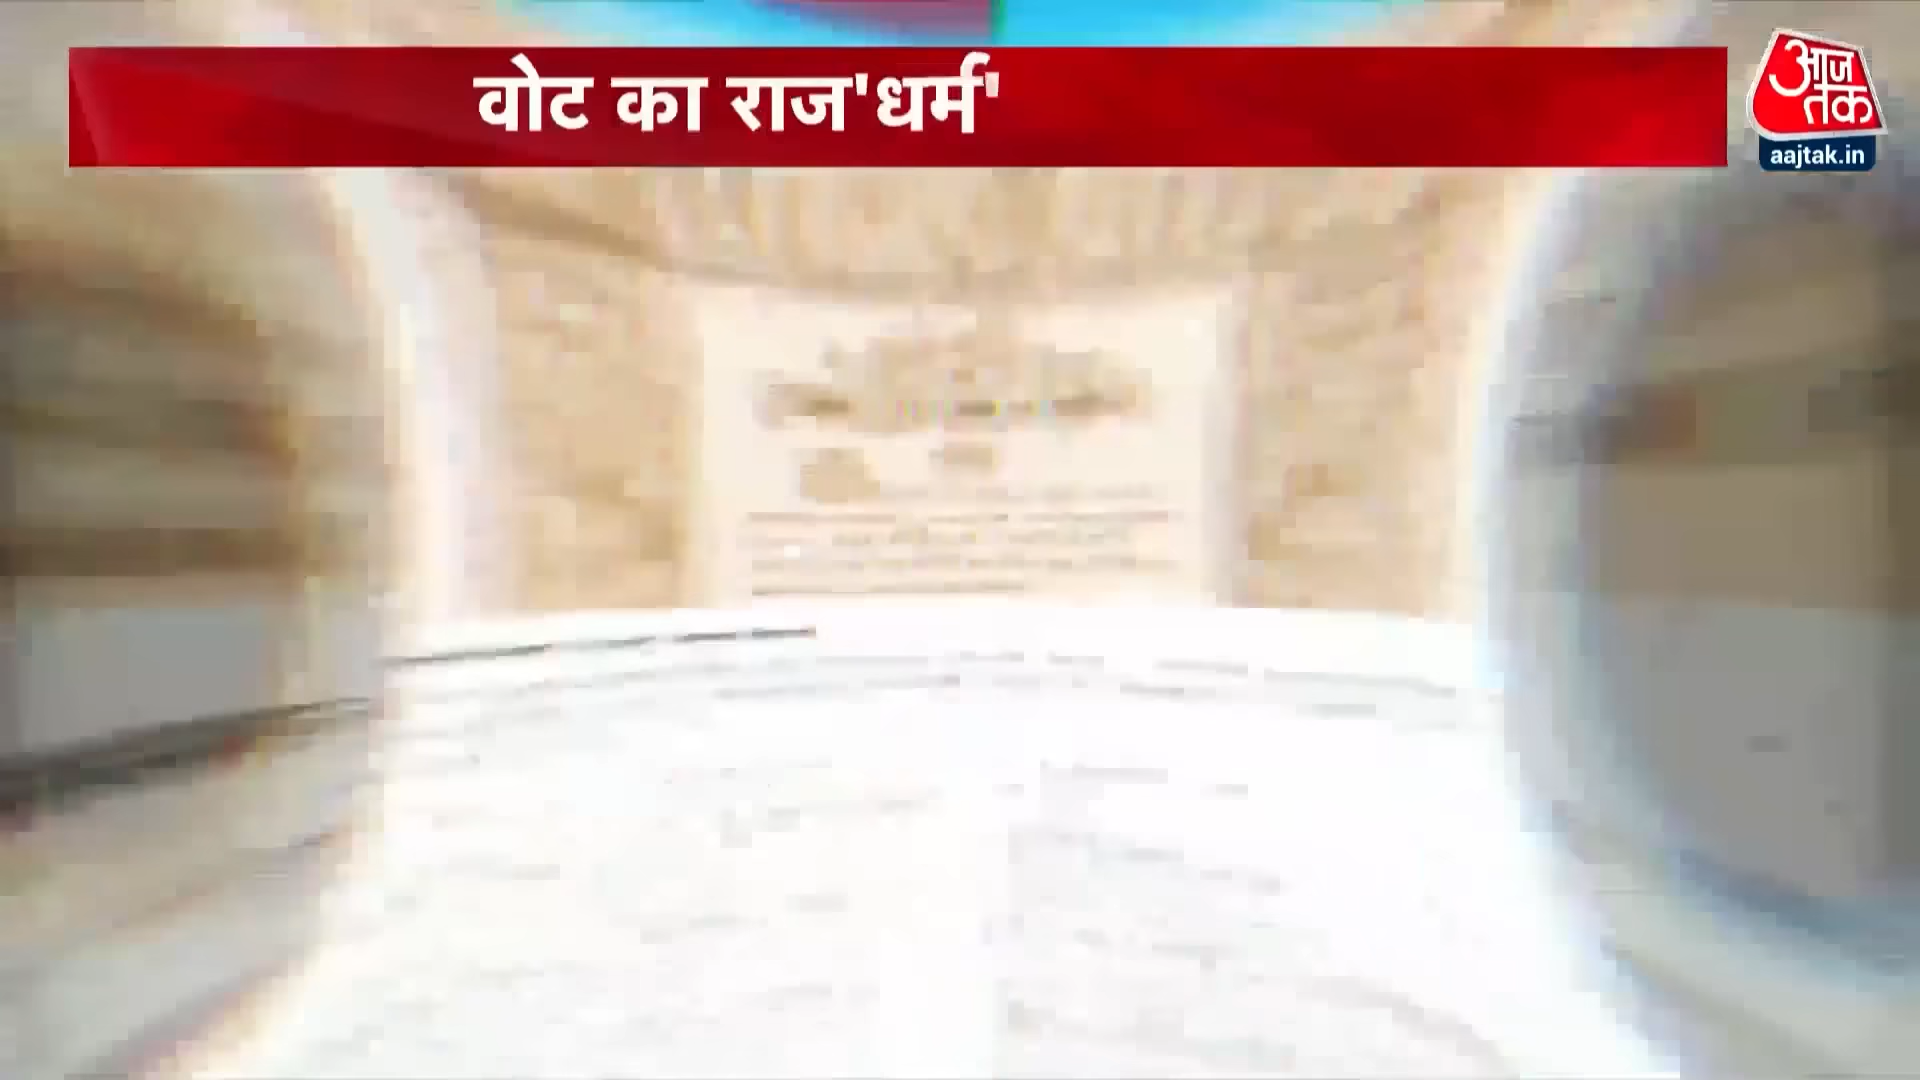 वोट का राज'धर्म'
आज
तक
aajtak.in